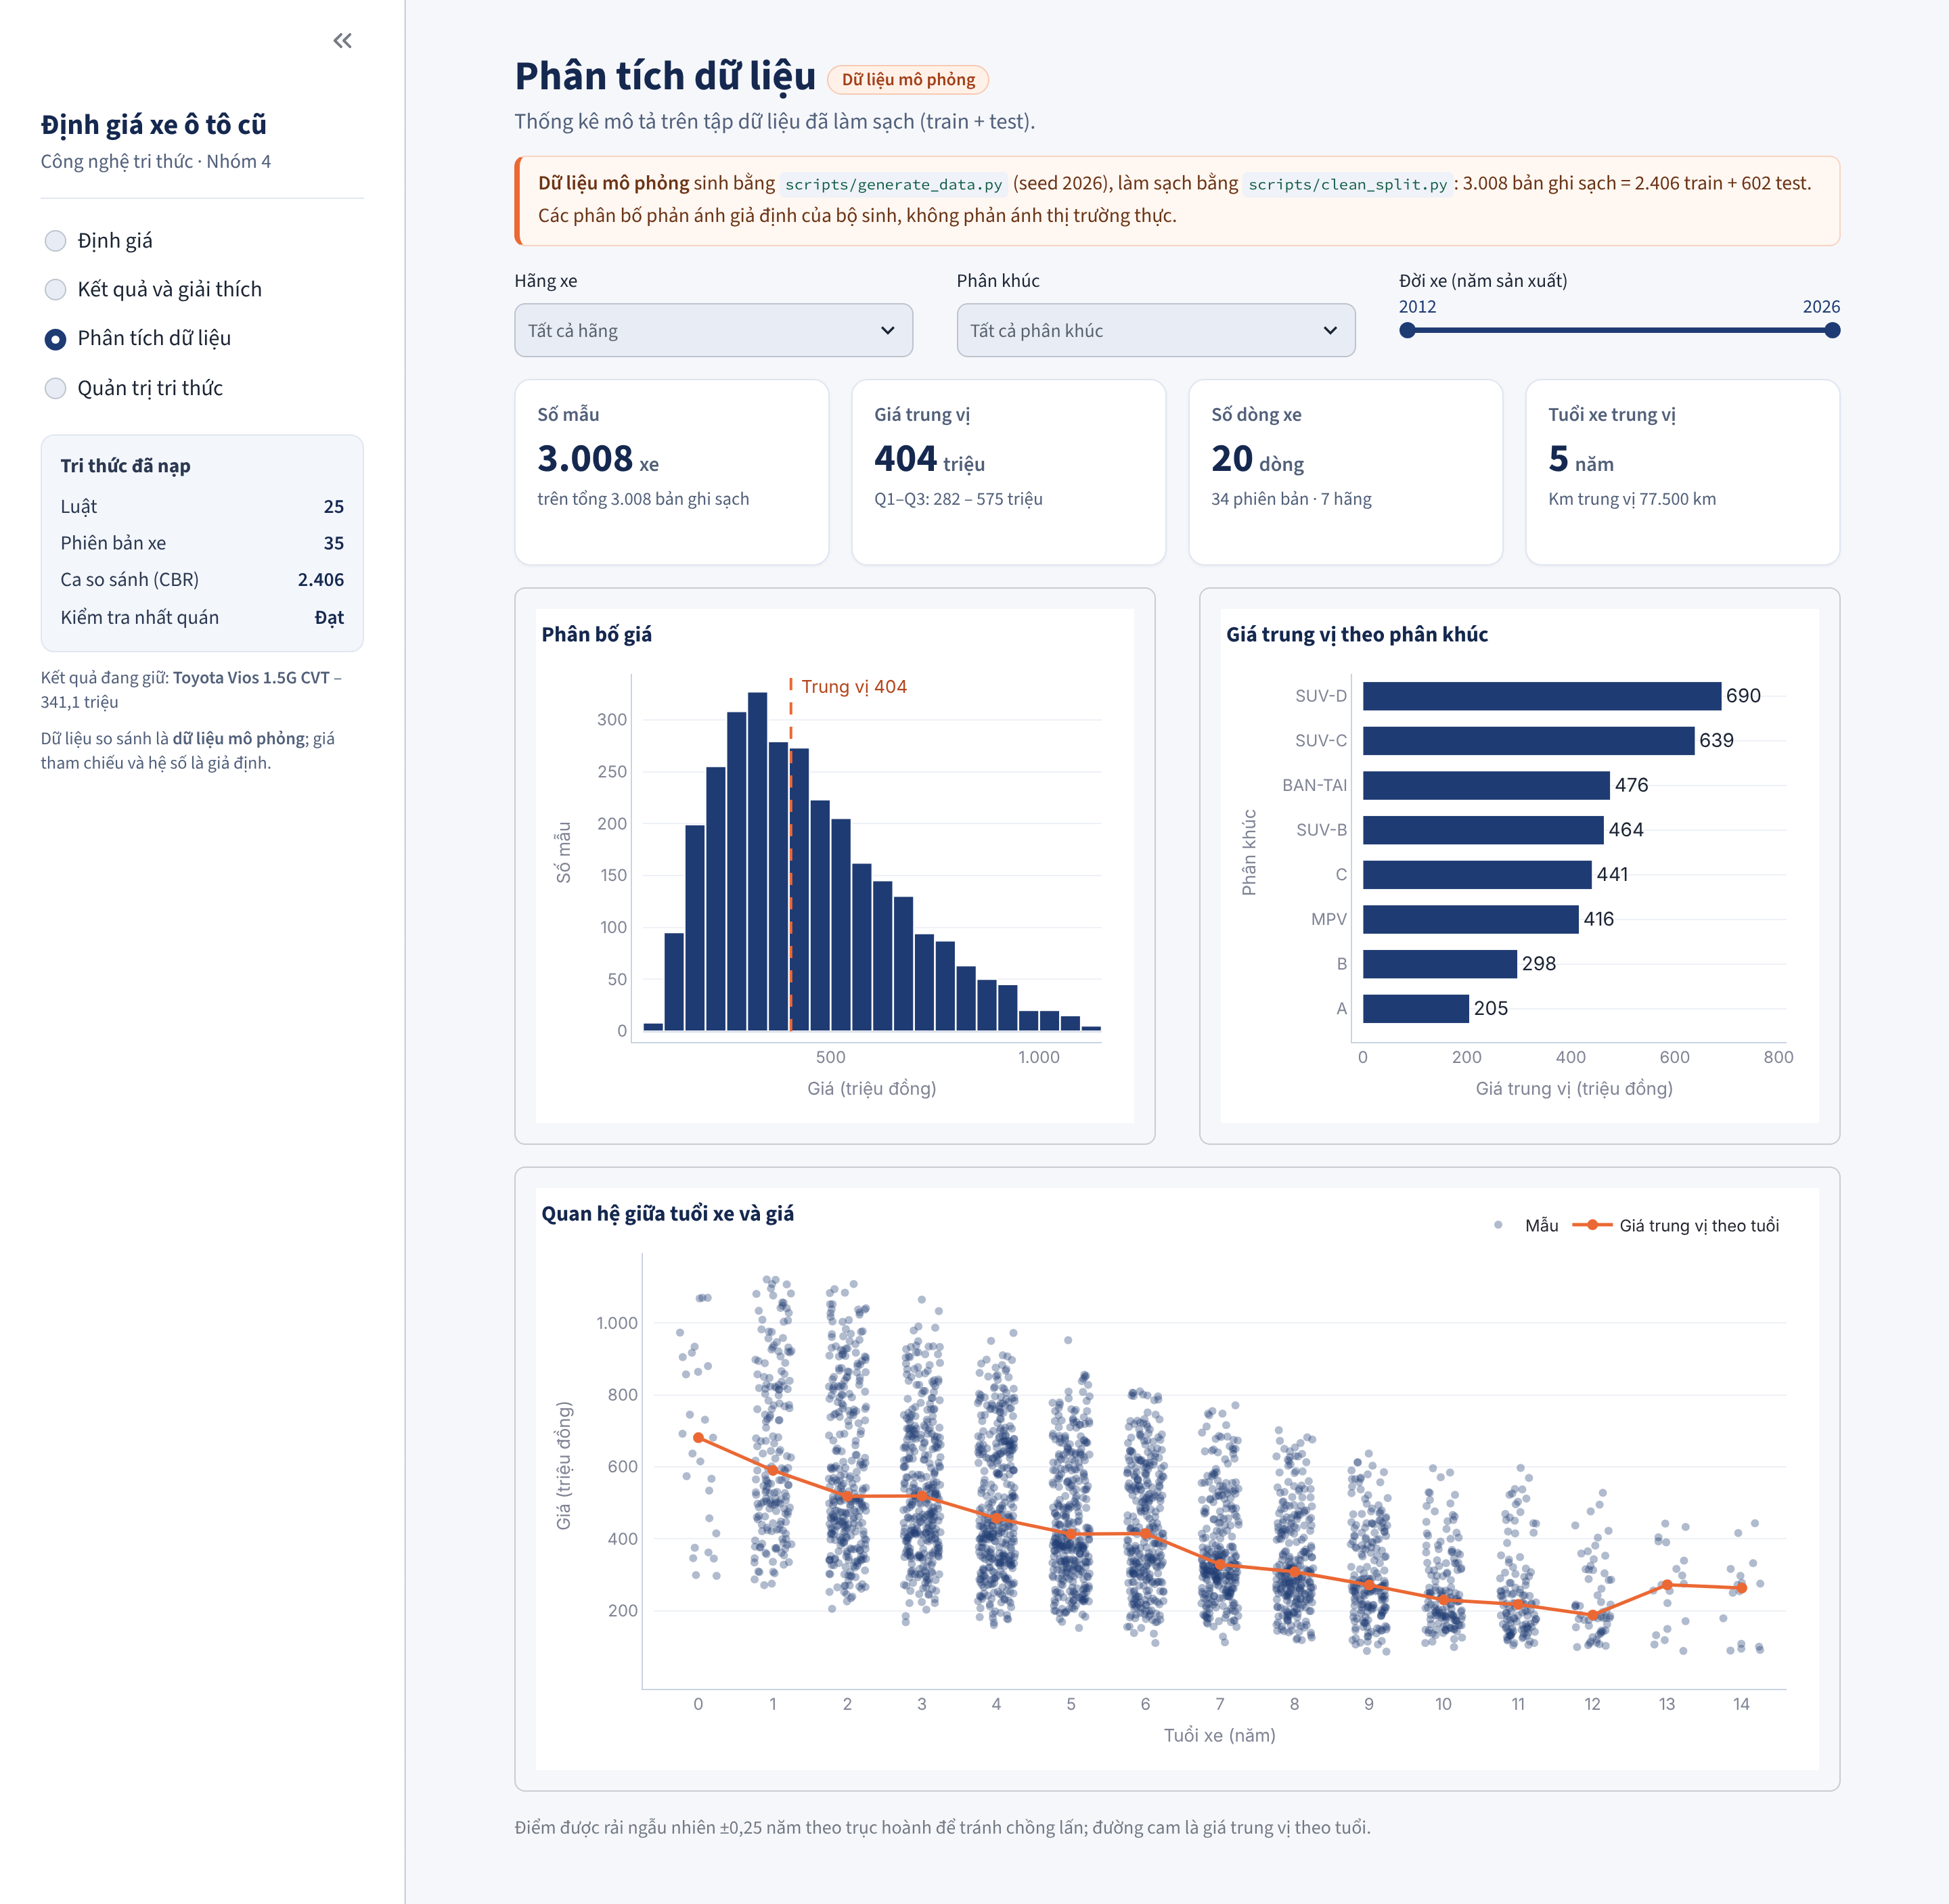 Định giá xe ô tô cũ
Công nghệ tri thức · Nhóm 4
Định giá
Kết quả và giải thích
Phân tích dữ liệu
Quản trị tri thức
Tri thức đã nạp
Luật 25
Phiên bản xe 35
Ca so sánh (CBR) 2.406
Kiểm tra nhất quán Đạt
Kết quả đang giữ: Toyota Vios 1.5G CVT –
341,1 triệu
Dữ liệu so sánh là dữ liệu mô phỏng; giá
tham chiếu và hệ số là giả định.
Phân tích dữ liệu Dữ liệu mô phỏng
Thống kê mô tả trên tập dữ liệu đã làm sạch (train + test).
Dữ liệu mô phỏng sinh bằng scripts/generate_data.py (seed 2026), làm sạch bằng scripts/clean_split.py : 3.008 bản ghi sạch = 2.406 train + 602 test.
Các phân bố phản ánh giả định của bộ sinh, không phản ánh thị trường thực.
Hãng xe
Tất cả hãng
Phân khúc
Tất cả phân khúc
Đời xe (năm sản xuất)
2012 2026
Số mẫu
3.008 xe
trên tổng 3.008 bản ghi sạch
Giá trung vị
404 triệu
Q1–Q3: 282 – 575 triệu
Số dòng xe
20 dòng
34 phiên bản · 7 hãng
Tuổi xe trung vị
5 năm
Km trung vị 77.500 km
Phân bố giá
Trung vị 404
300
250
200
150
100
50
0
Số mẫu
500 1.000
Giá (triệu đồng)
Giá trung vị theo phân khúc
Phân khúc
SUV-D 690
SUV-C 639
BAN-TAI 476
SUV-B 464
C 441
MPV 416
B 298
A 205
0 200 400 600 800
Giá trung vị (triệu đồng)
Quan hệ giữa tuổi xe và giá
Mẫu Giá trung vị theo tuổi
1.000
800
600
400
200
Giá (triệu đồng)
0 1 2 3 4 5 6 7 8 9 10 11 12 13 14
Tuổi xe (năm)
Điểm được rải ngẫu nhiên ±0,25 năm theo trục hoành để tránh chồng lấn; đường cam là giá trung vị theo tuổi.